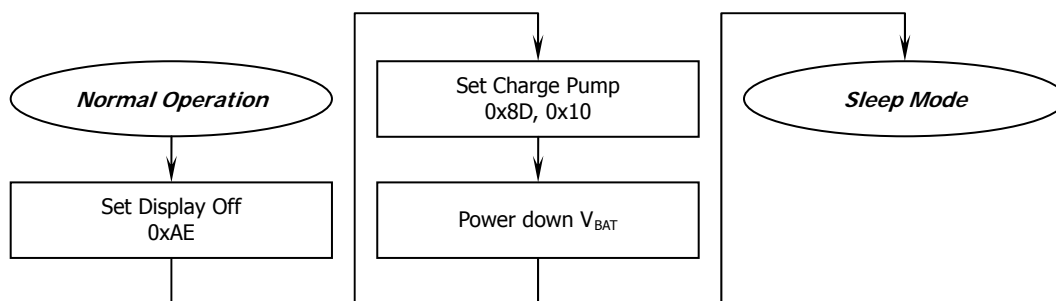 Normal Operation
Set Display Off
0xAE
Set Charge Pump
0x8D, 0x10
Power down VBAT
Sleep Mode